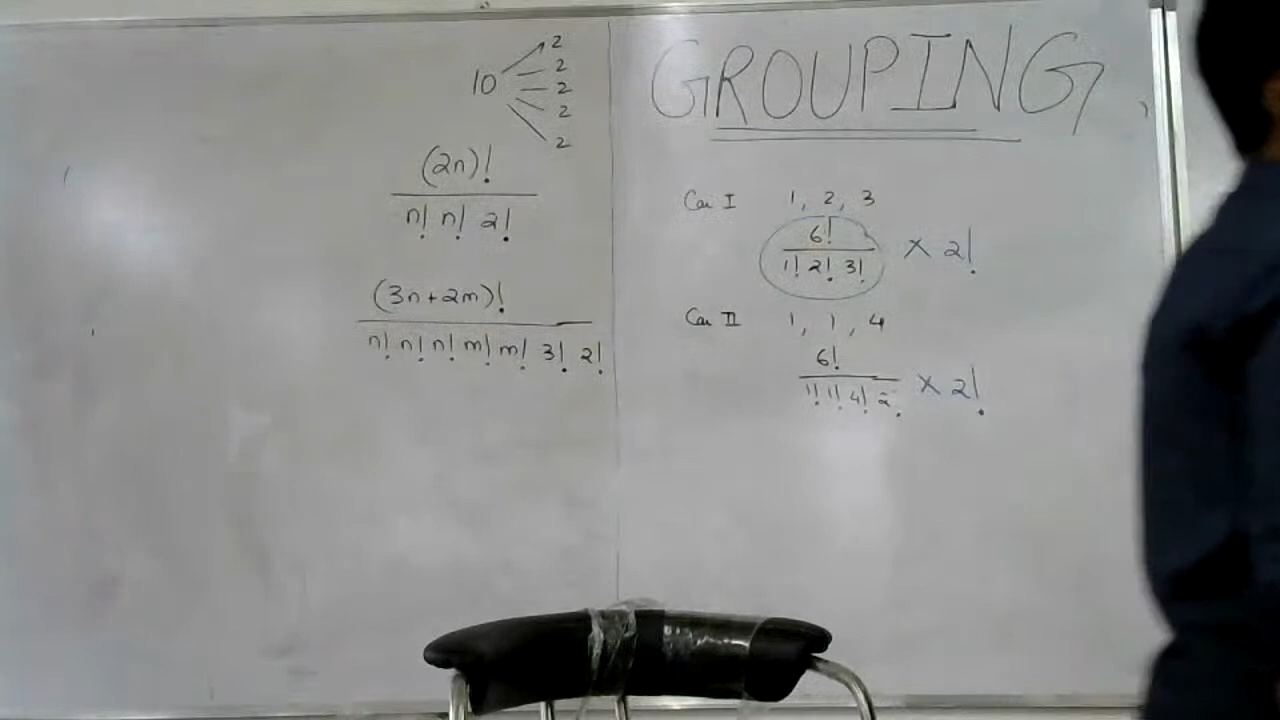 10 2
2
2
2
2
(2n)!
n! n! 2!
(3n+2m)!
n! n! n! m! m! 3! 2!
GROUPING
Case I 1, 2, 3
6!
1! 2! 3! × 2!
Case II 1, 1, 4
6!
1! 1! 4! 2! × 2!